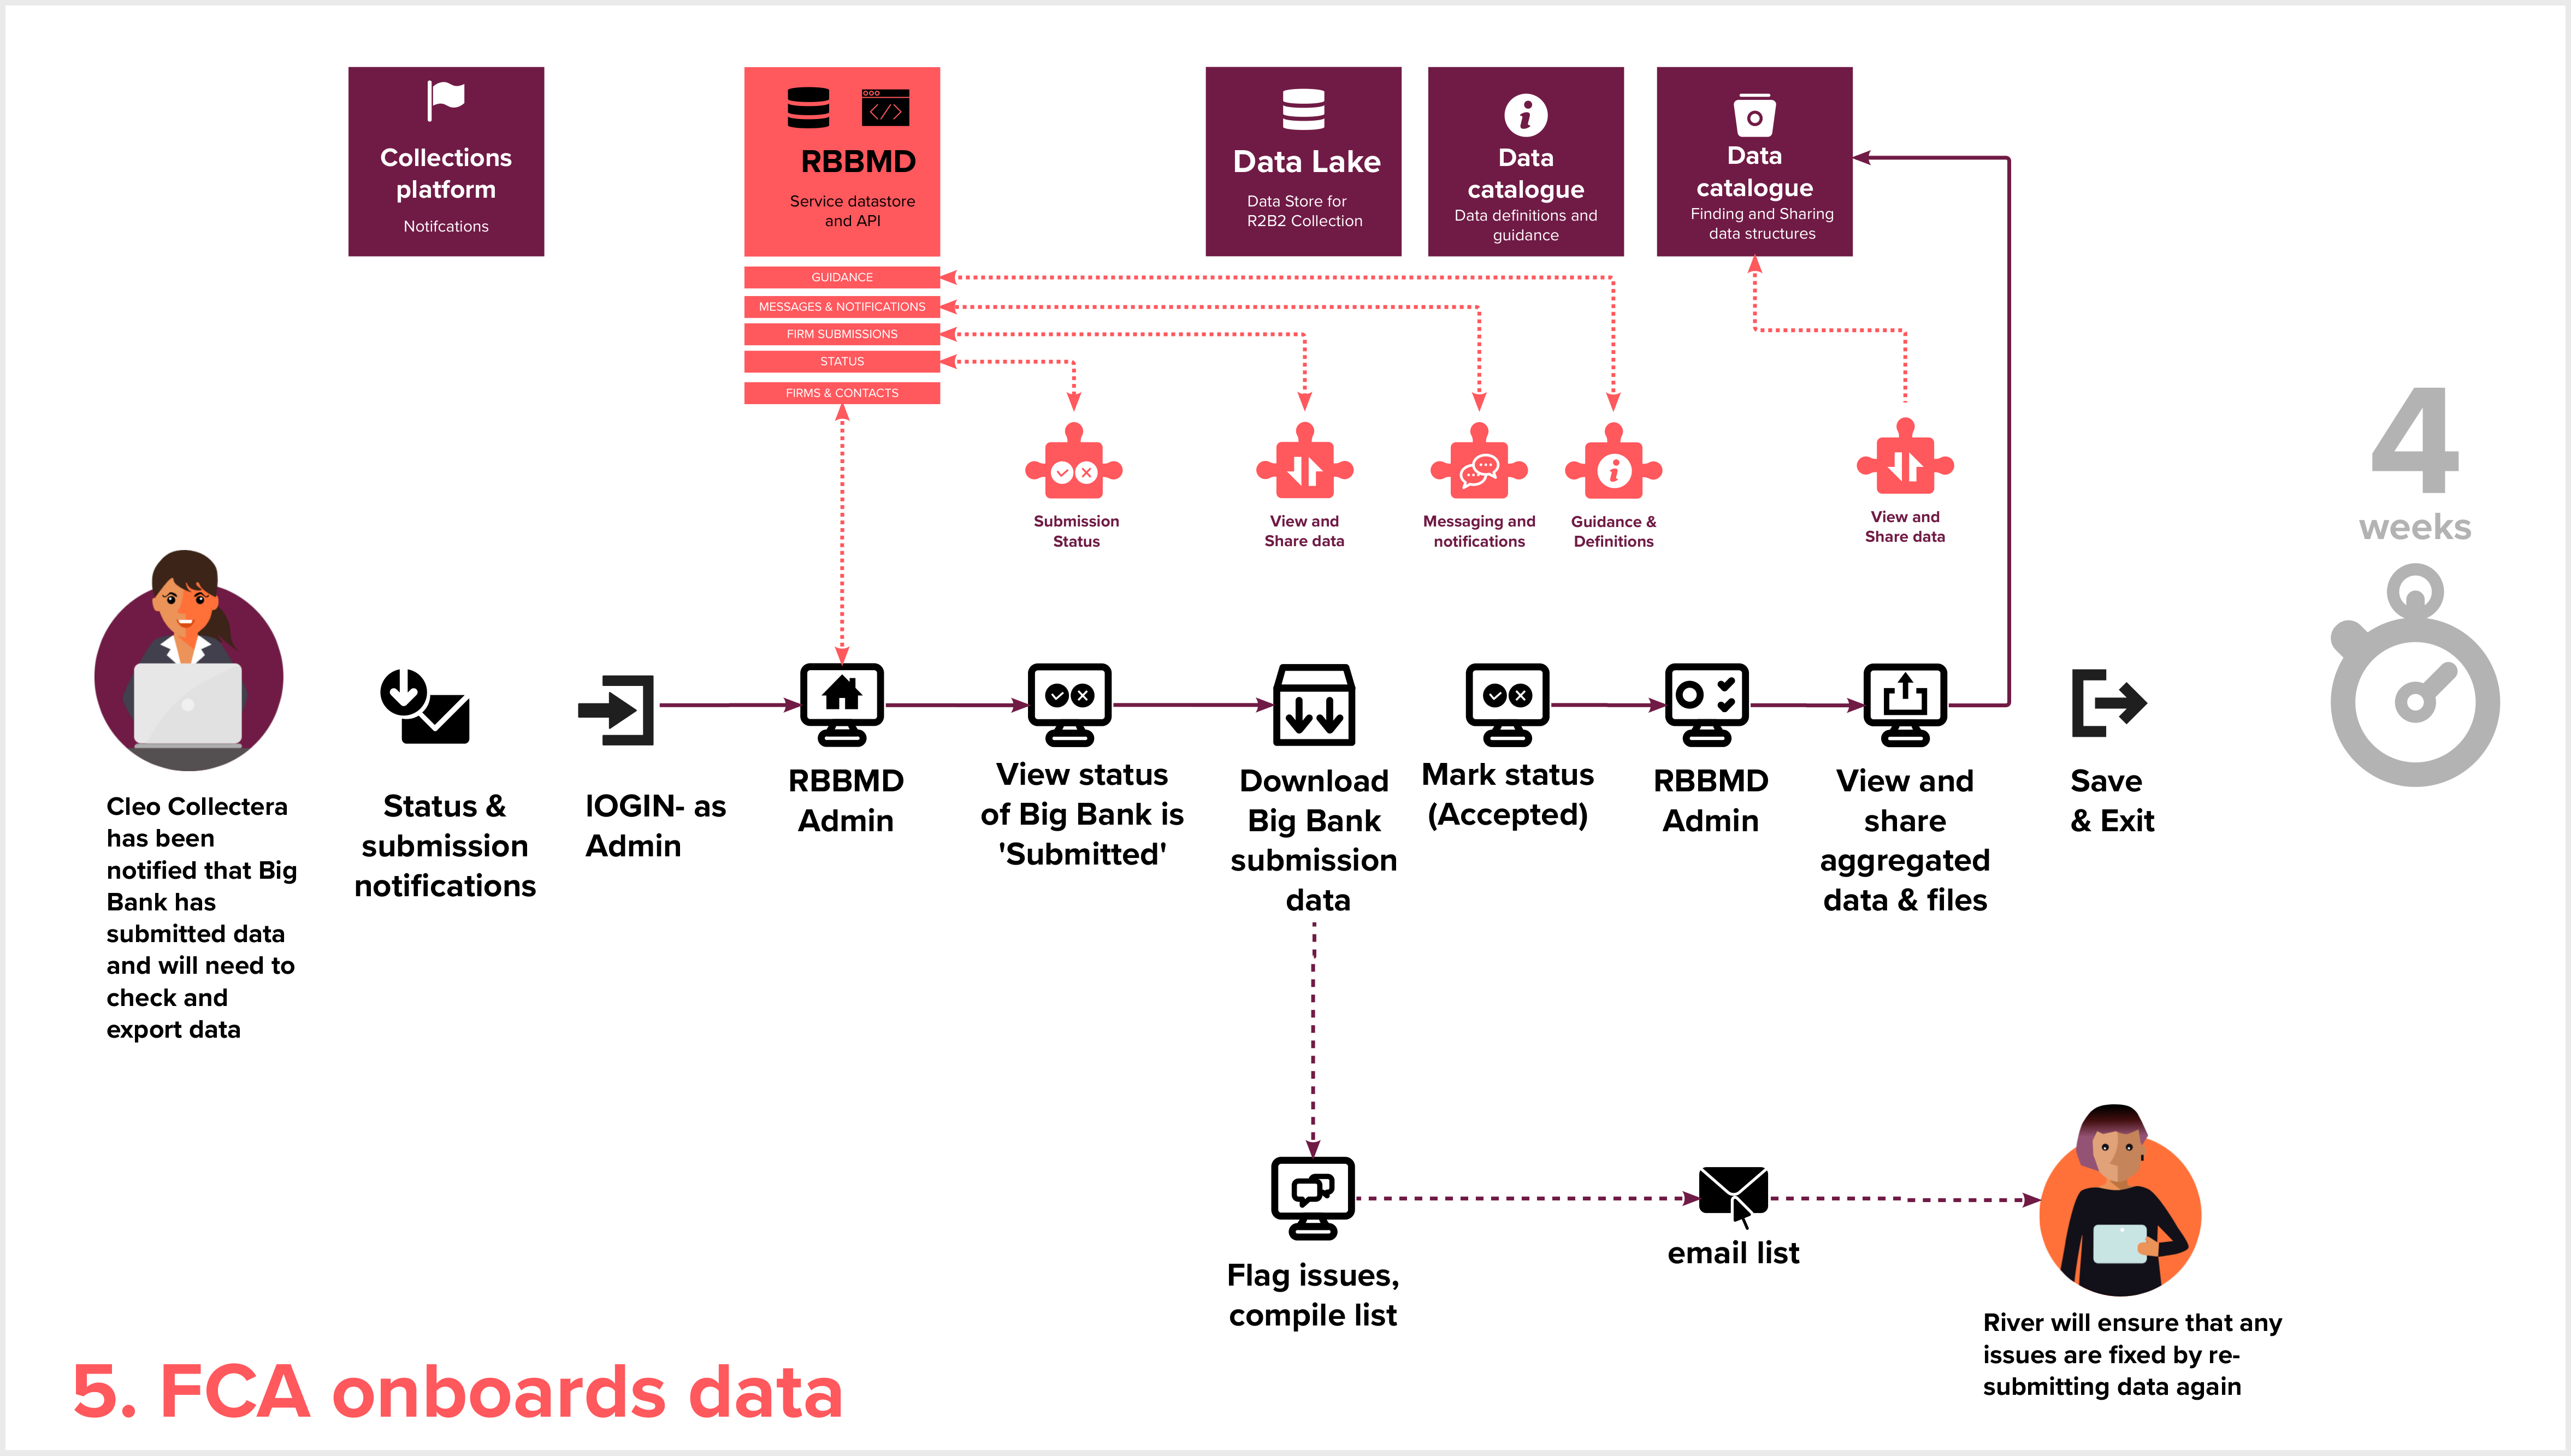 Collections
platform
Notifcations
RBBMD
Service datastore
and API
Data Lake
Data Store for
R2B2 Collection
Data
catalogue
Data definitions and
guidance
Data
catalogue
Finding and Sharing
data structures
GUIDANCE
MESSAGES & NOTIFICATIONS
FIRM SUBMISSIONS
STATUS
FIRMS & CONTACTS
Submission
Status
View and
Share data
Messaging and
notifications
Guidance &
Definitions
View and
Share data
4
weeks
Cleo Collectera
has been
notified that Big
Bank has
submitted data
and will need to
check and
export data
Status &
submission
notifications
lOGIN- as
Admin
RBBMD
Admin
View status
of Big Bank is
'Submitted'
Download
Big Bank
submission
data
Mark status
(Accepted)
RBBMD
Admin
View and
share
aggregated
data & files
Save
& Exit
Flag issues,
compile list
email list
River will ensure that any
issues are fixed by re-
submitting data again
5. FCA onboards data